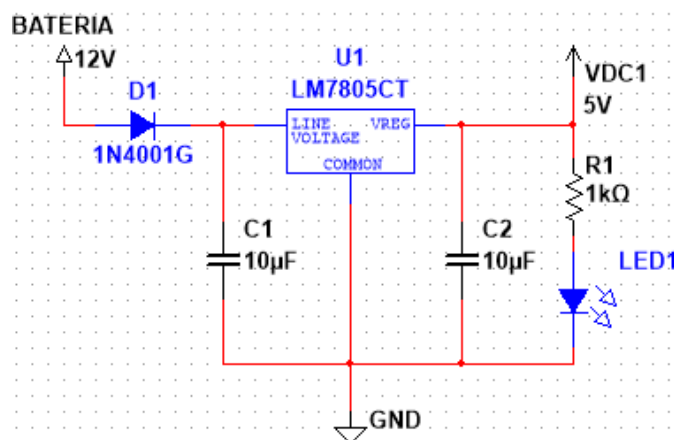 BATERIA
12V
D1
1N4001G
U1
LM7805CT
LINE VREG
VOLTAGE
COMMON
VDC1
5V
R1
1kΩ
C1
10µF
C2
10µF
LED1
GND